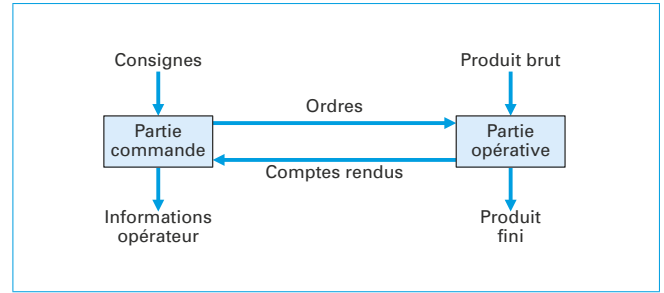 Consignes
Produit brut
Ordres
Partie
commande
Partie
opérative
Comptes rendus
Informations
opérateur
Produit
fini